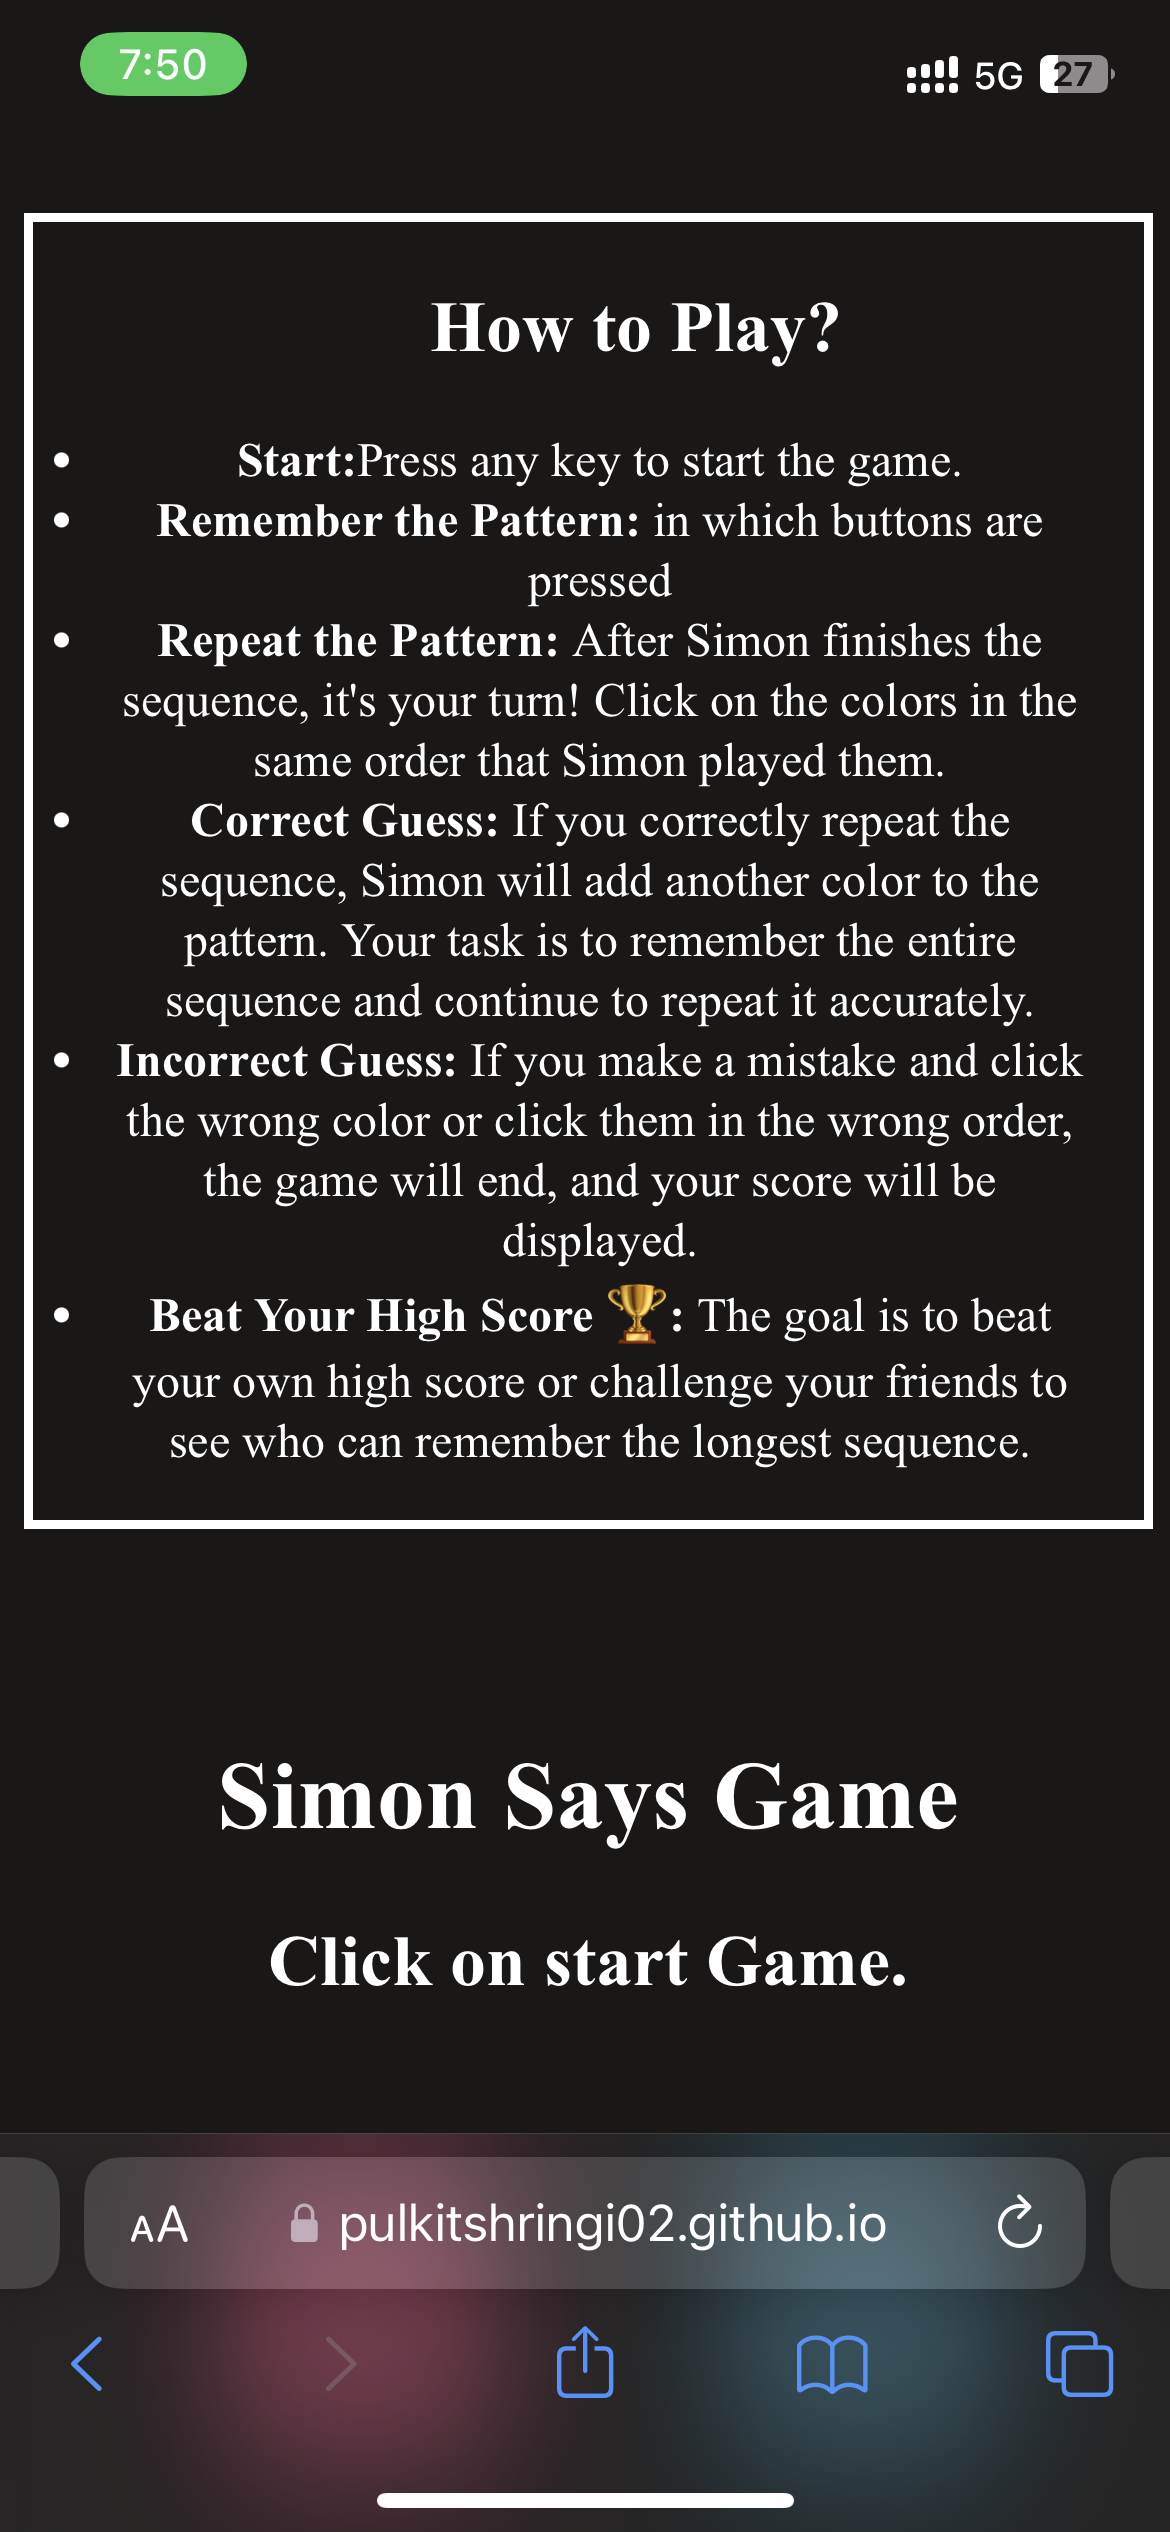 7:50
5G 27
How to Play?
• Start:Press any key to start the game.
• Remember the Pattern: in which buttons are
pressed
• Repeat the Pattern: After Simon finishes the
sequence, it's your turn! Click on the colors in the
same order that Simon played them.
• Correct Guess: If you correctly repeat the
sequence, Simon will add another color to the
pattern. Your task is to remember the entire
sequence and continue to repeat it accurately.
• Incorrect Guess: If you make a mistake and click
the wrong color or click them in the wrong order,
the game will end, and your score will be
displayed.
• Beat Your High Score 🏆: The goal is to beat
your own high score or challenge your friends to
see who can remember the longest sequence.
Simon Says Game
Click on start Game.
AA pulkitshringi02.github.io